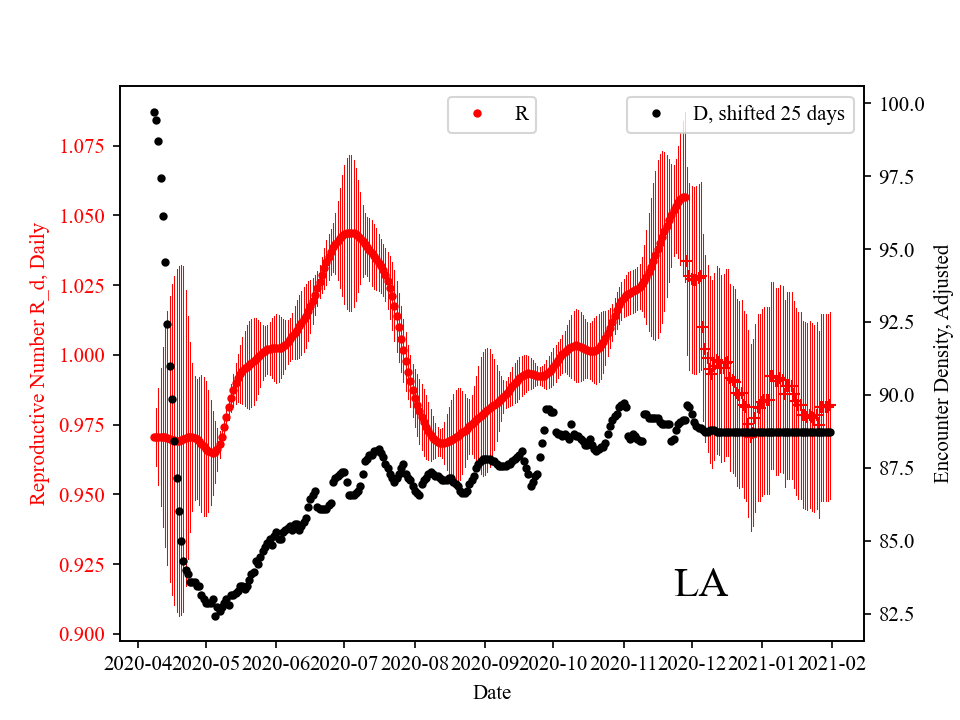 R
D, shifted 25 days
Reproductive Number R_d, Daily
1.075
1.050
1.025
1.000
0.975
0.950
0.925
0.900
100.0
97.5
95.0
92.5
90.0
87.5
85.0
82.5
Encounter Density, Adjusted
LA
2020-04 2020-05 2020-06 2020-07 2020-08 2020-09 2020-10 2020-11 2020-12 2021-01 2021-02
Date